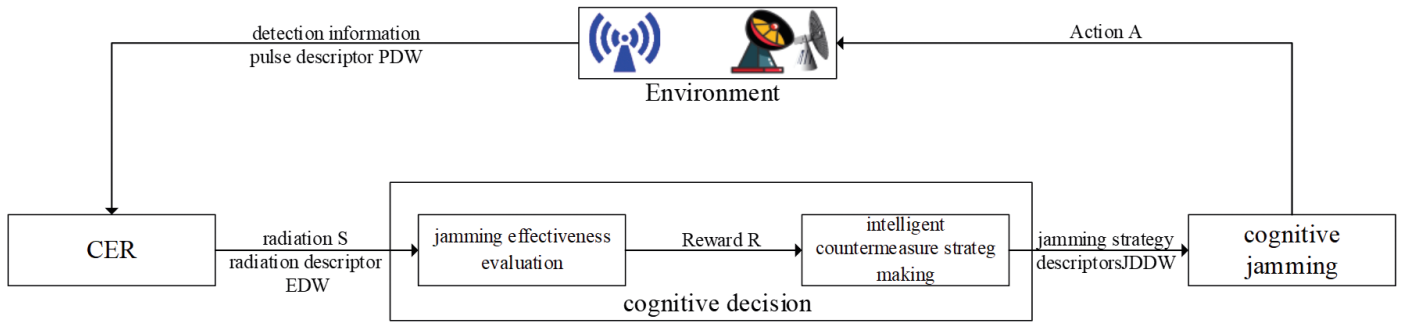 detection information
pulse descriptor PDW
Environment
Action A
CER
radiation S
radiation descriptor
EDW
jamming effectiveness
evaluation
Reward R
intelligent
countermeasure strateg
making
cognitive decision
jamming strategy
descriptorsJDDW
cognitive
jamming